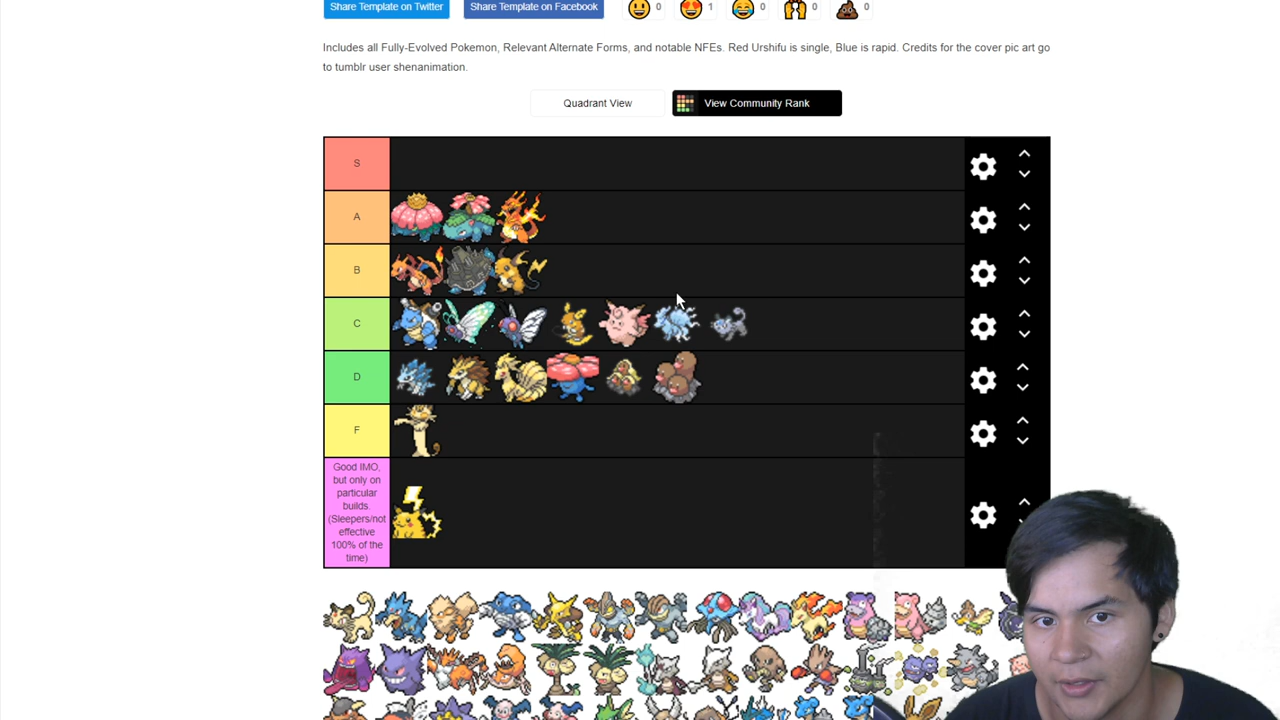 Share Template on Twitter
Share Template on Facebook
0
1
0
0
0
Includes all Fully-Evolved Pokemon, Relevant Alternate Forms, and notable NFEs. Red Urshifu is single, Blue is rapid. Credits for the cover pic art go
to tumblr user shenanimation.
Quadrant View
View Community Rank
S
A
B
C
D
F
Good IMO,
but only on
particular
builds.
(Sleepers/not
effective
100% of the
time)